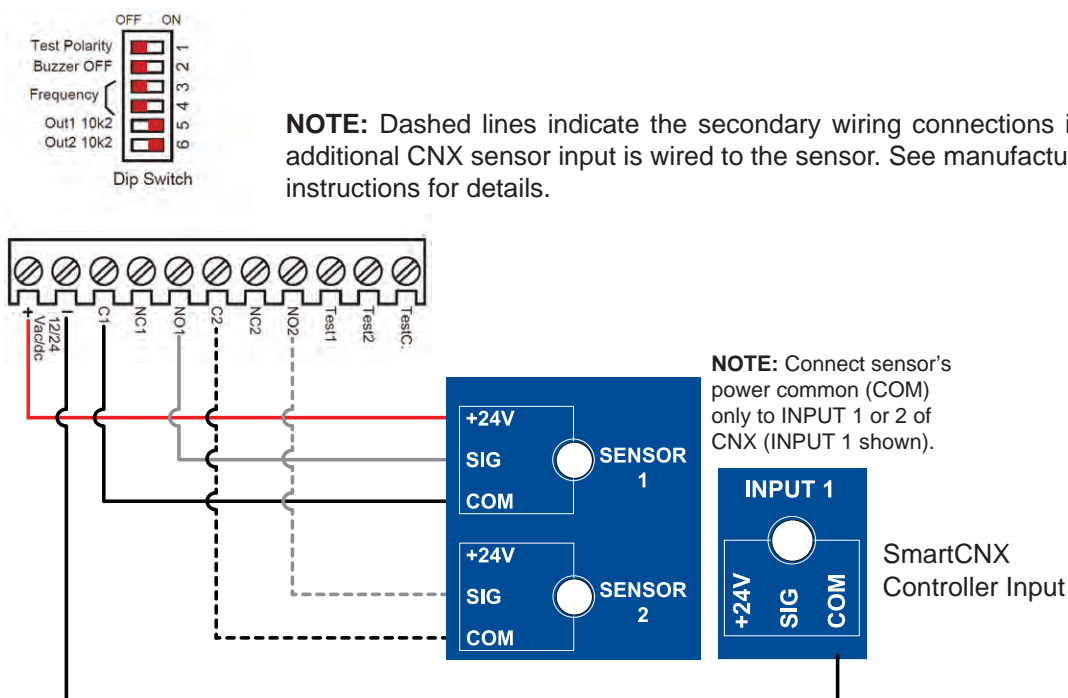 OFF ON
Test Polarity 1
Buzzer OFF 2
Frequency 3
4
Out1 10k2 5
Out2 10k2 6
Dip Switch
NOTE: Dashed lines indicate the secondary wiring connections
additional CNX sensor input is wired to the sensor. See
instructions for details.
+ −
12/24
Vac/dc
C1
NC1
NO1
C2
NC2
NO2
Test1
Test2
TestC.
+24V
SIG
COM
SENSOR
1
+24V
SIG
COM
SENSOR
2
NOTE: Connect sensor's
power common (COM)
only to INPUT 1 or 2 of
CNX (INPUT 1 shown).
INPUT 1
+24V
SIG
COM
SmartCNX
Controller Input